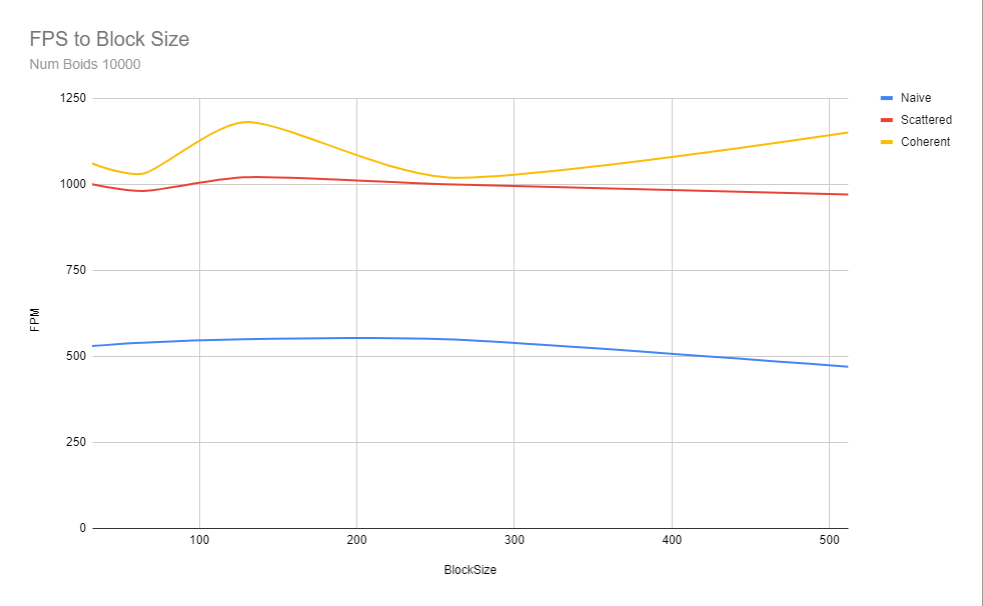 FPS to Block Size
Num Boids 10000
1250
1000
750
500
250
0
FPM
100 200 300 400 500
BlockSize
Naive
Scattered
Coherent